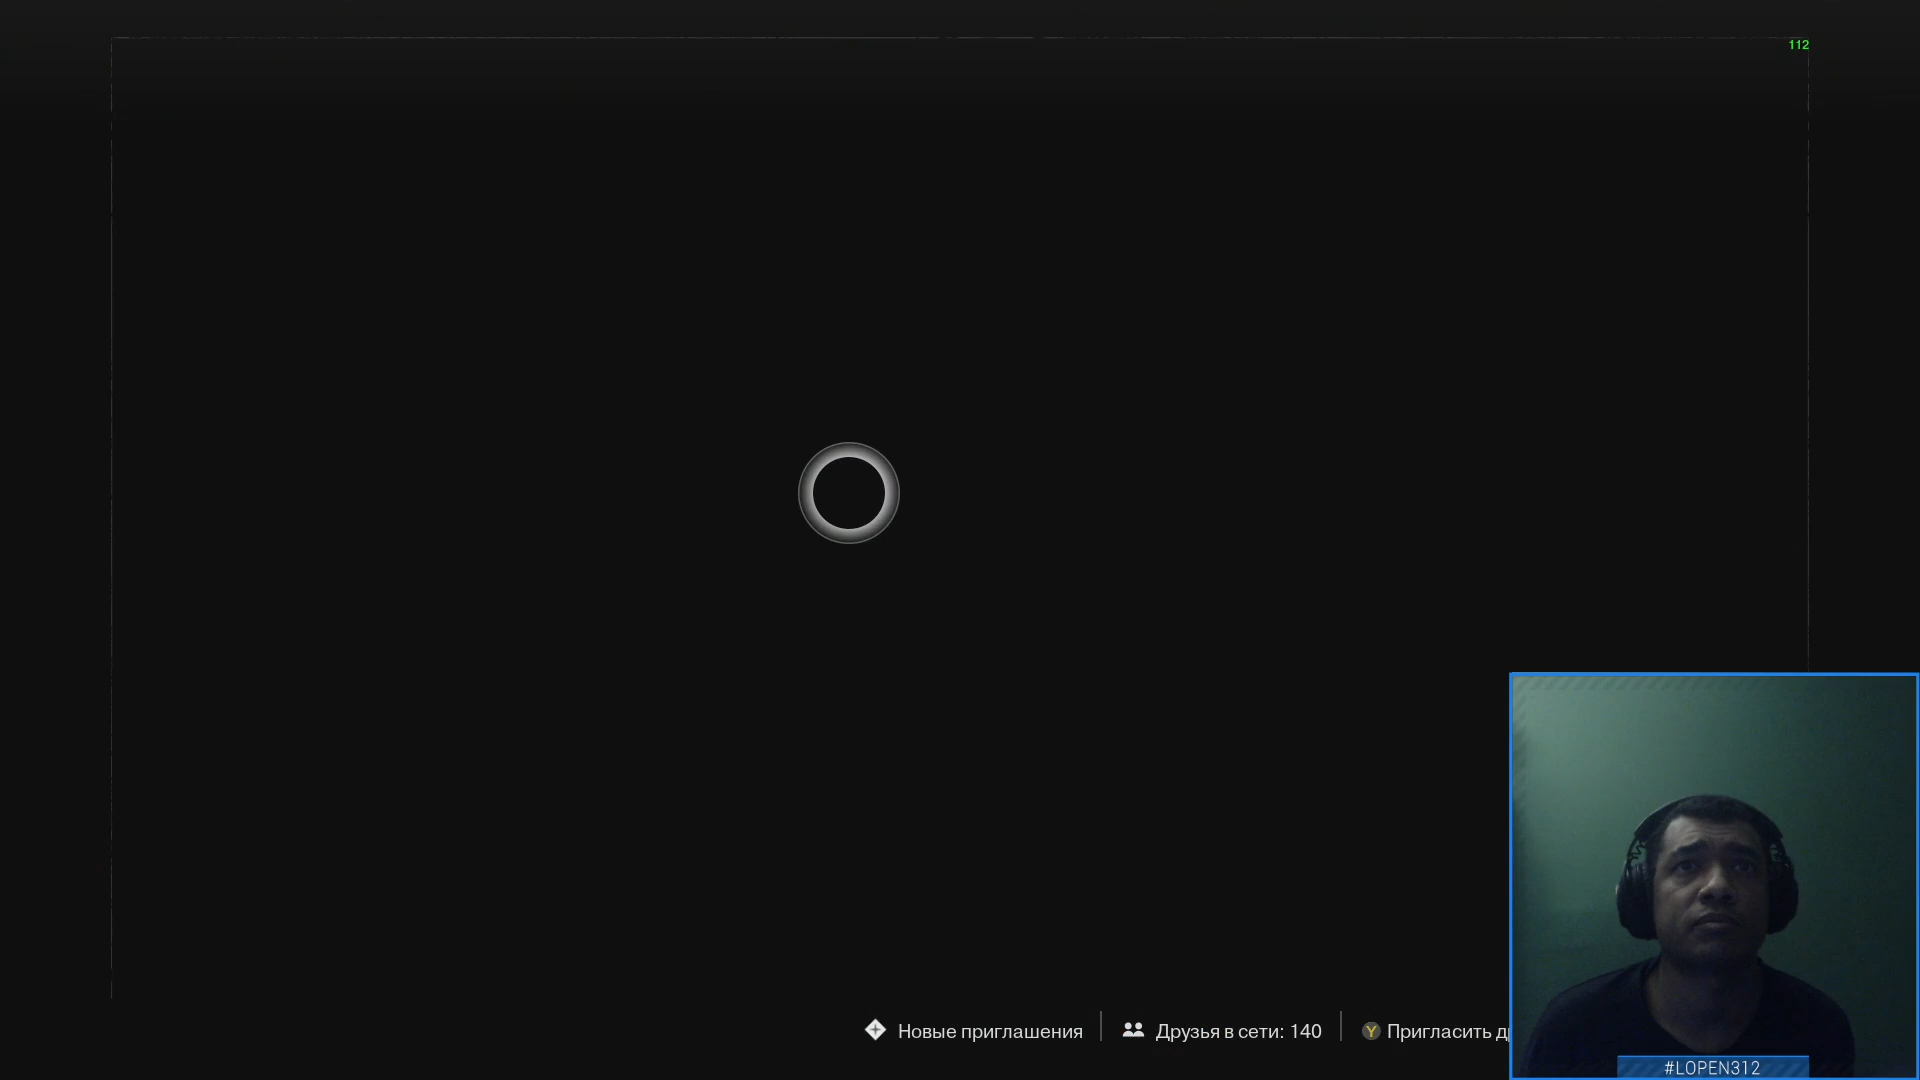 112
Новые приглашения
Друзья в сети: 140
Y Пригласить
#LOPEN312